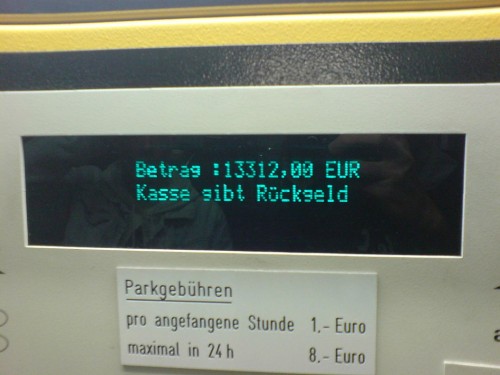 Betrag :13312,00 EUR
Kasse gibt Rückgeld
Parkgebühren
pro angefangene Stunde 1,- Euro
maximal in 24 h 8,- Euro